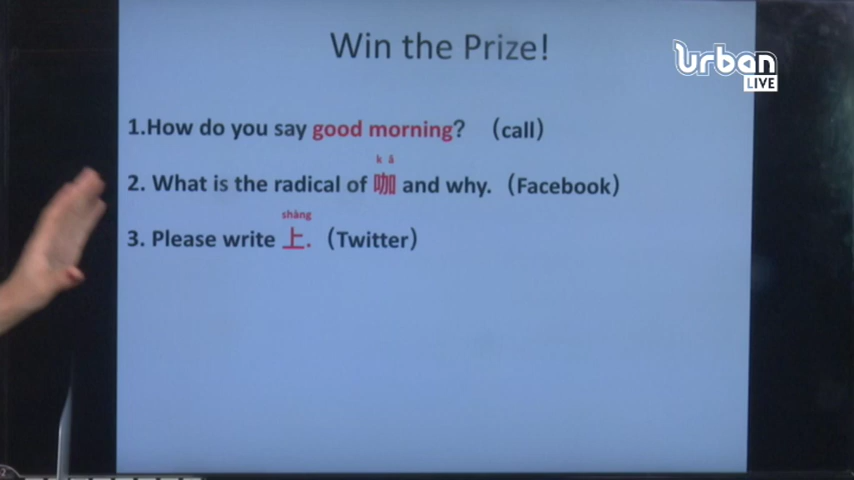 Win the Prize!
urban
LIVE
1.How do you say good morning? (call)
kā
2. What is the radical of 咖 and why. (Facebook)
shàng
3. Please write 上. (Twitter)